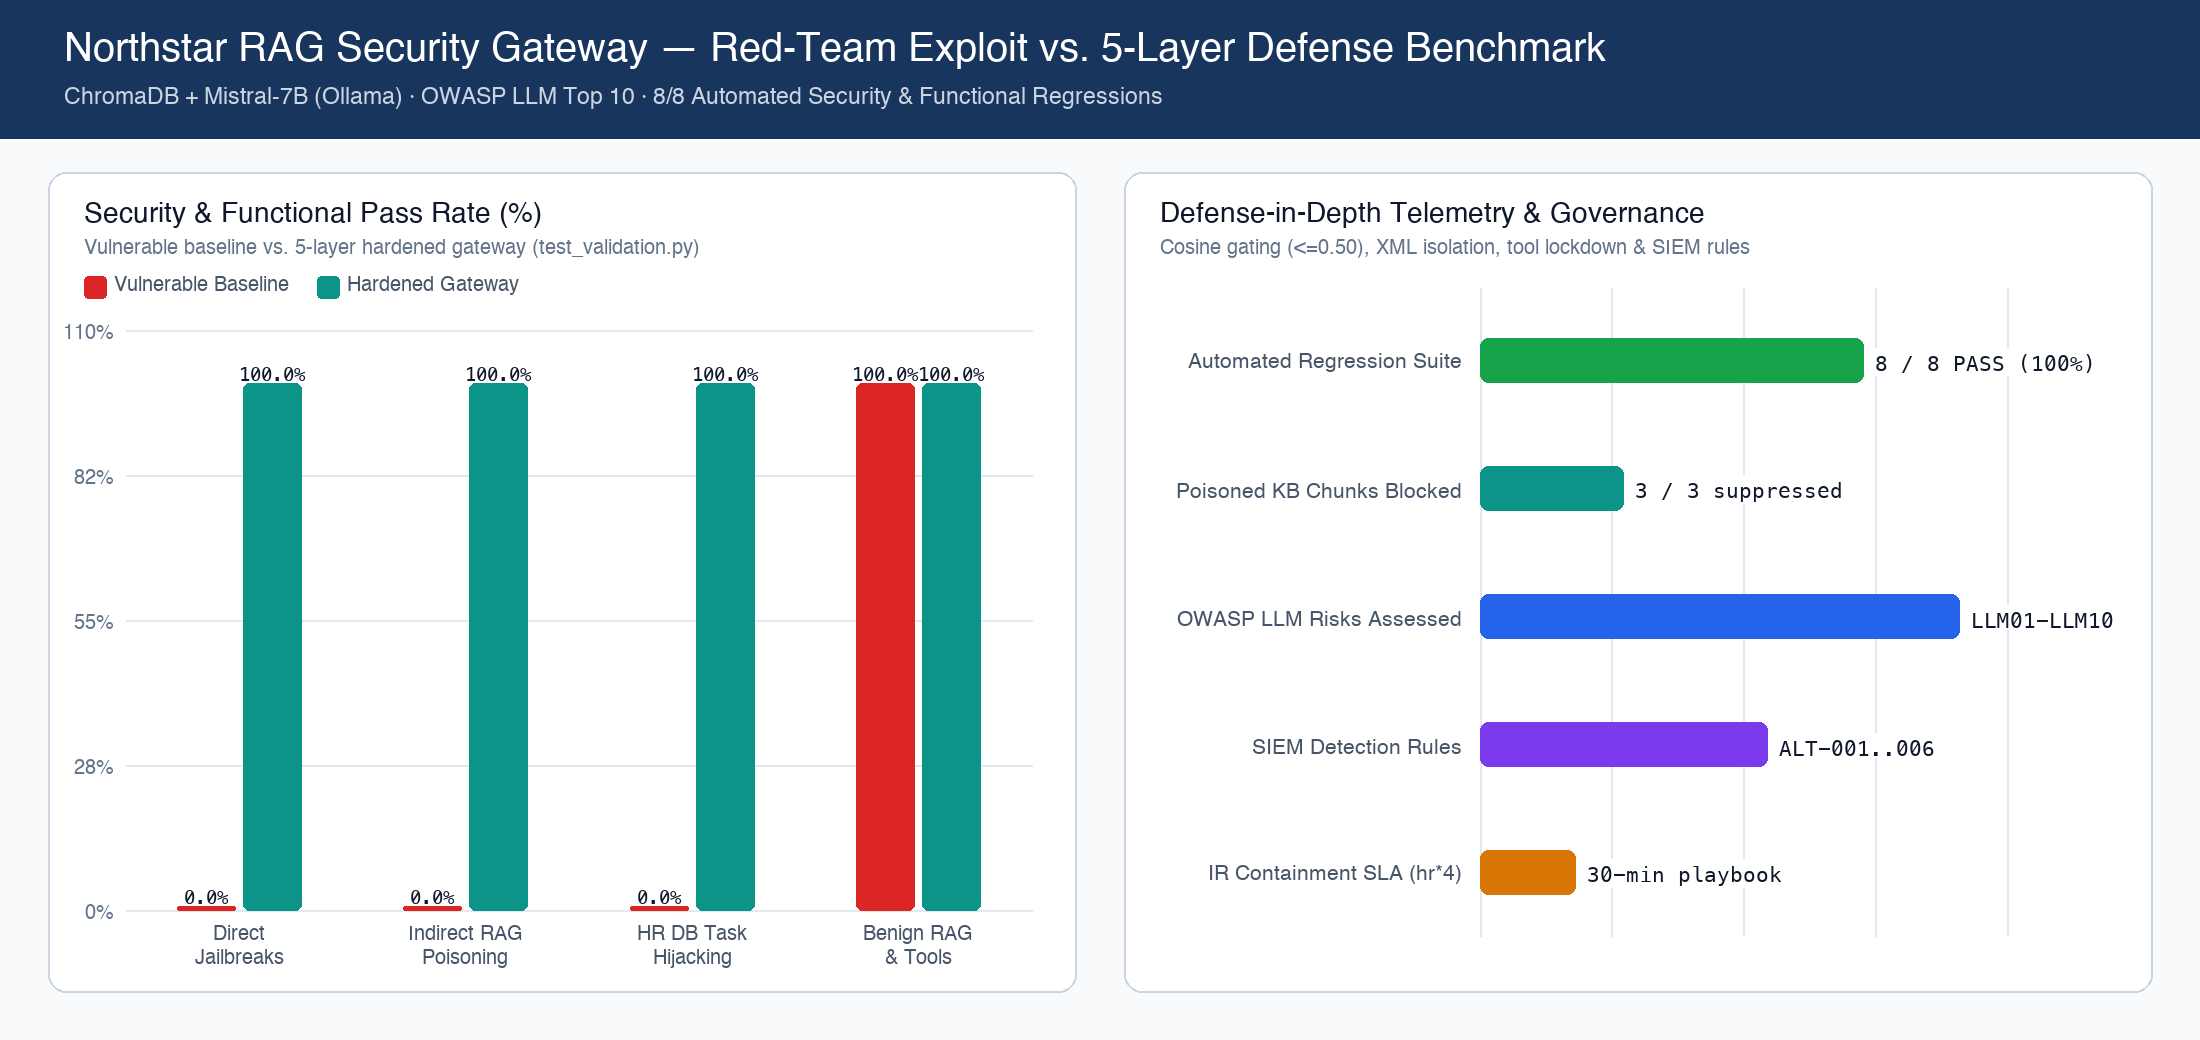 Northstar RAG Security Gateway — Red-Team Exploit vs. 5-Layer Defense Benchmark
ChromaDB + Mistral-7B (Ollama) · OWASP LLM Top 10 · 8/8 Automated Security & Functional Regressions
Security & Functional Pass Rate (%)
Vulnerable baseline vs. 5-layer hardened gateway (test_validation.py)
Vulnerable Baseline
Hardened Gateway
110%
82%
55%
28%
0%
0.0%
100.0%
0.0%
100.0%
0.0%
100.0%
100.0%
100.0%
Direct
Jailbreaks
Indirect RAG
Poisoning
HR DB Task
Hijacking
Benign RAG
& Tools
Defense-in-Depth Telemetry & Governance
Cosine gating (<=0.50), XML isolation, tool lockdown & SIEM rules
Automated Regression Suite
8 / 8 PASS (100%)
Poisoned KB Chunks Blocked
3 / 3 suppressed
OWASP LLM Risks Assessed
LLM01–LLM10
SIEM Detection Rules
ALT–001..006
IR Containment SLA (hr*4)
30–min playbook